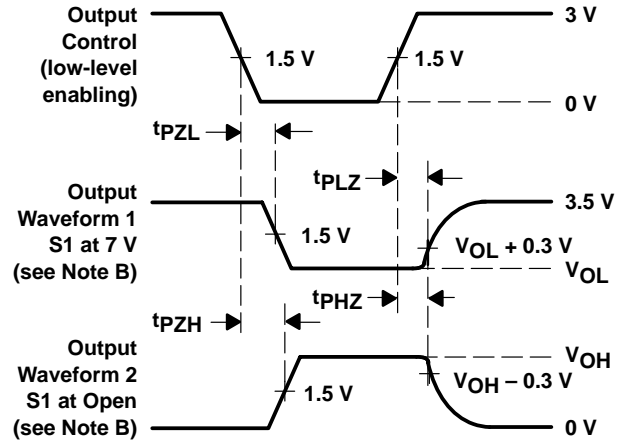 Output
Control
(low-level
enabling)
1.5 V
1.5 V
3 V
0 V
tPZL
tPLZ
Output
Waveform 1
S1 at 7 V
(see Note B)
1.5 V
3.5 V
VOL + 0.3 V
VOL
tPHZ
tPZH
Output
Waveform 2
S1 at Open
(see Note B)
1.5 V
VOH
VOH – 0.3 V
0 V